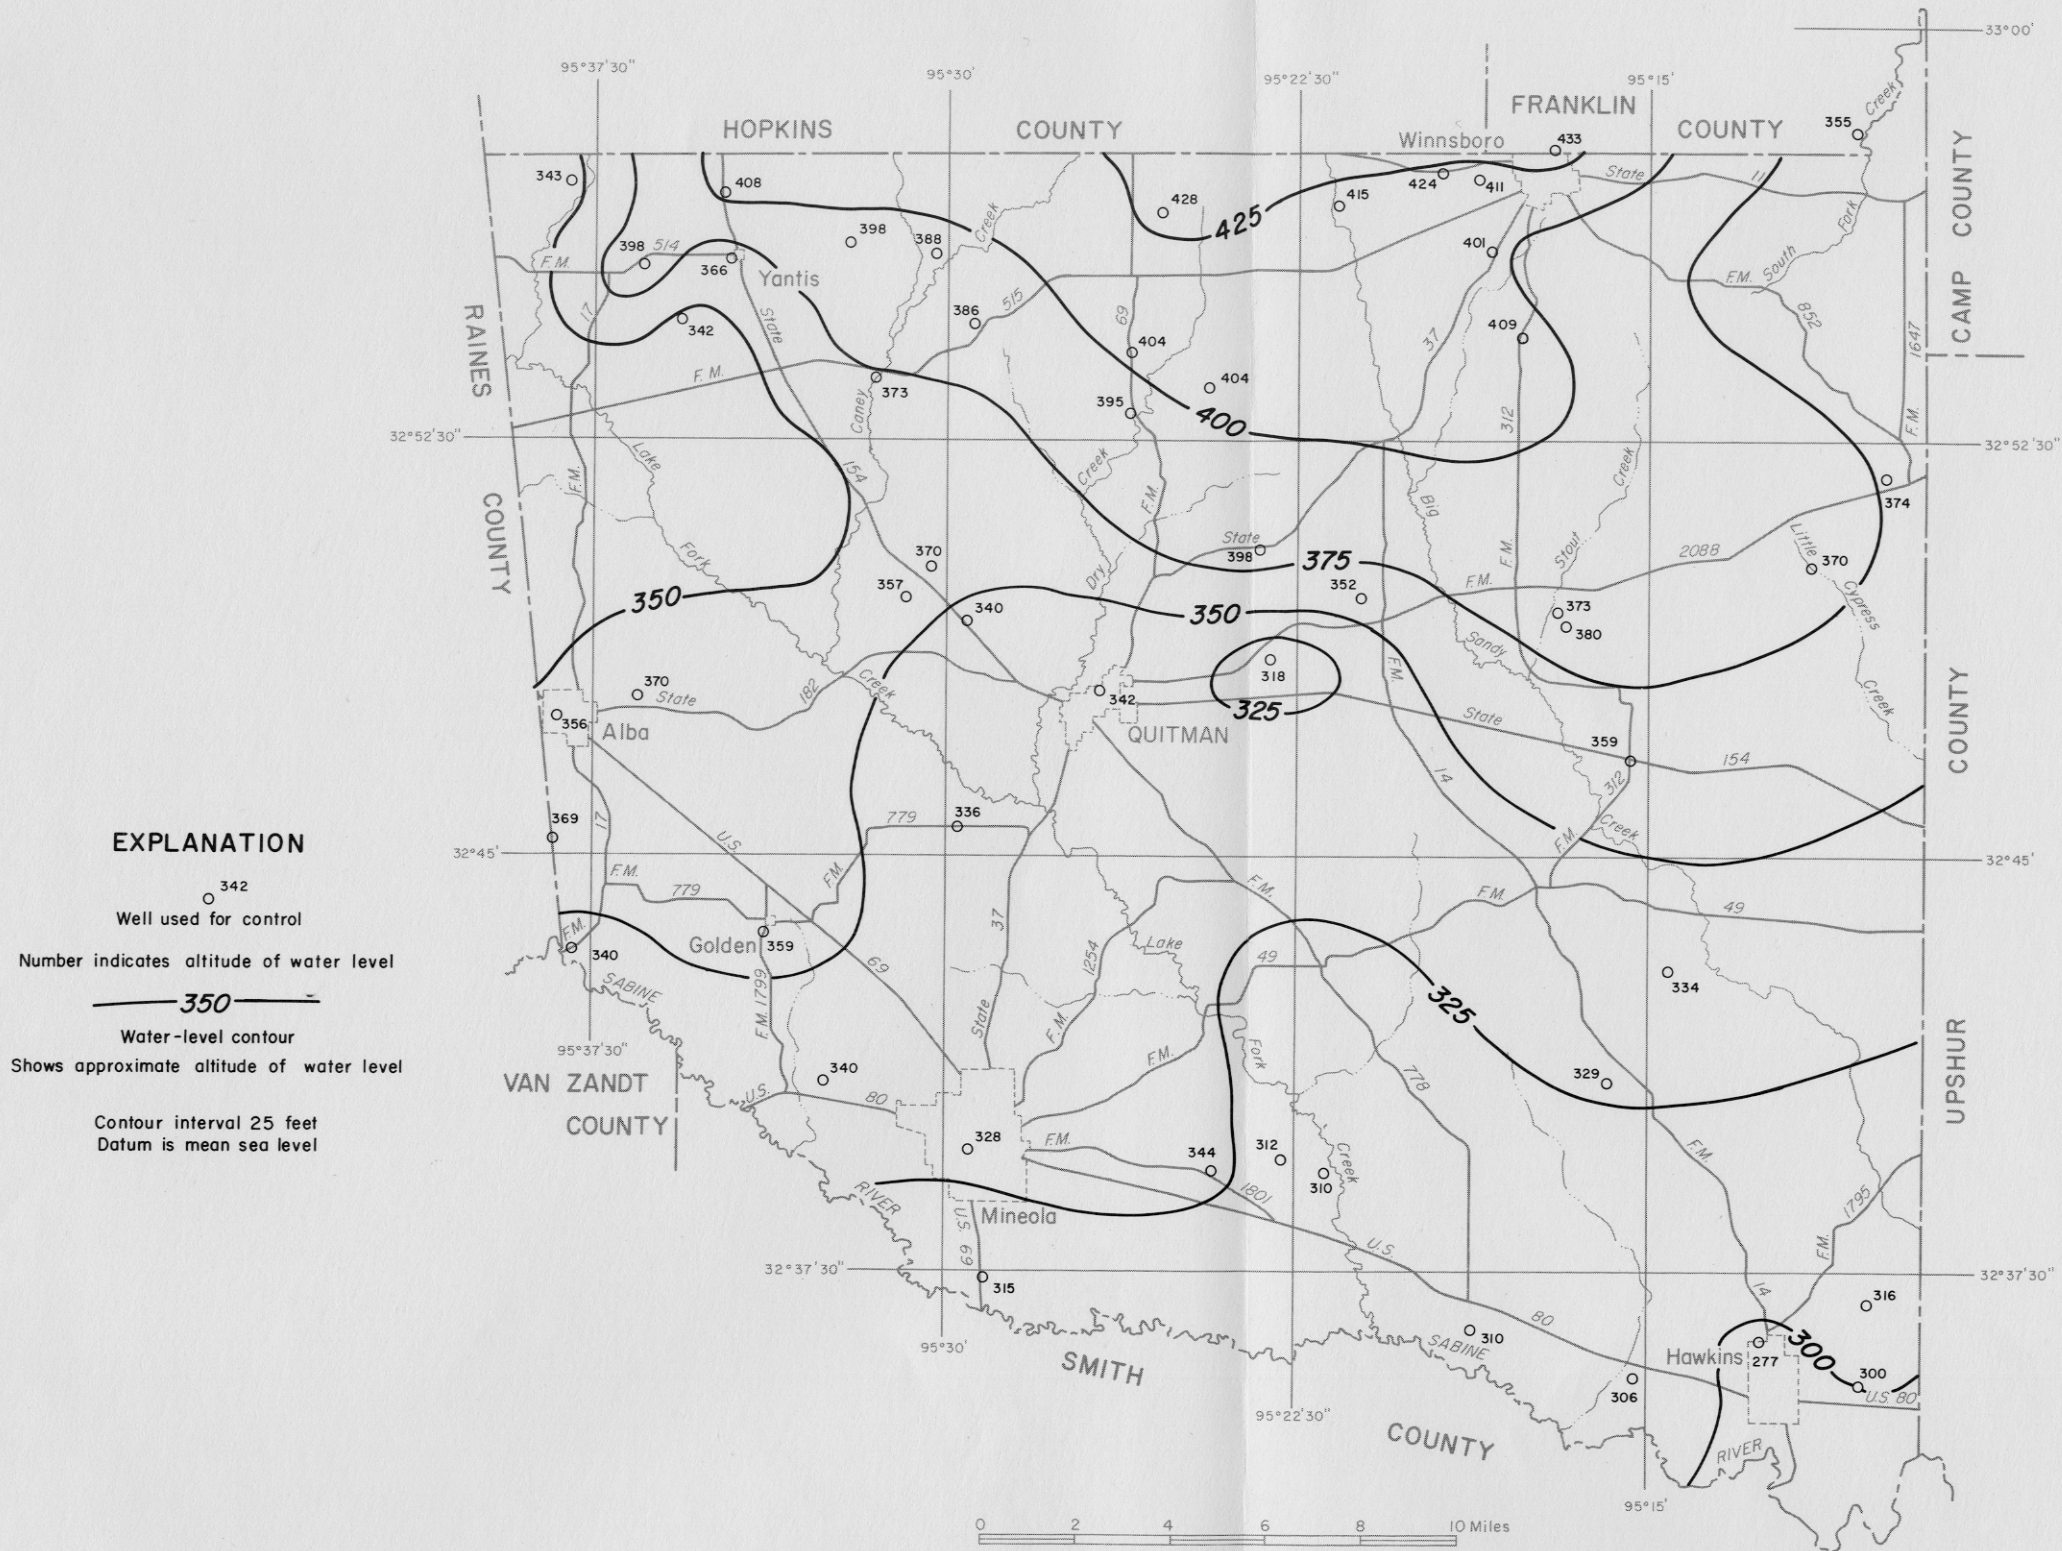 33°00'
95°37'30"
95°30'
95°22'30"
95°15'
HOPKINS COUNTY
FRANKLIN COUNTY
Winnsboro
433
355
Creek
CAMP COUNTY
343
408
428
415
424
411
State
11
425
398
514
F.M.
366
Yantis
398
388
Creek
401
South Fork
F.M.
852
1647
RAINES COUNTY
17
342
State
386
515
69
404
37
409
F.M.
373
Caney
404
395
400
312
F.M.
32°52'30"
32°52'30"
Lake
F.M.
154
Creek
F.M.
Big
Creek
374
Fork
370
357
State
398
375
F.M.
Stout
2088
Little
370
Cypress
Creek
350
340
Dry
350
352
F.M.
373
380
Sandy
318
325
F.M.
370
State
182
Creek
342
QUITMAN
356
Alba
State
359
154
COUNTY
14
312
369
17
U.S.
779
336
F.M.
Creek
EXPLANATION
32°45'
32°45'
342
Well used for control
Number indicates altitude of water level
350
Water-level contour
Shows approximate altitude of water level
Contour interval 25 feet
Datum is mean sea level
F.M.
779
F.M.
F.M.
F.M.
49
F.M.
340
Golden
359
37
Lake
49
SABINE
69
1254
325
334
F.M. 1799
State
F.M.
95°37'30"
VAN ZANDT
COUNTY
340
U.S.
80
F.M.
Fork
778
329
UPSHUR
328
F.M.
344
312
310
Creek
F.M.
RIVER
1801
1795
Mineola
U.S. 69
U.S.
F.M.
32°37'30"
32°37'30"
315
14
316
310
80
SABINE
95°30'
SMITH
Hawkins
277
300
300
U.S. 80
306
95°22'30"
COUNTY
RIVER
95°15'
0 2 4 6 8 10 Miles